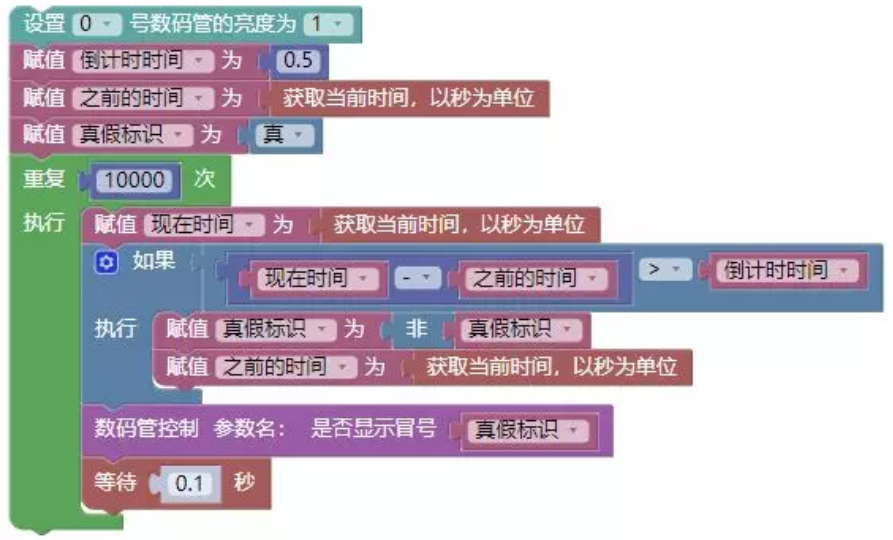 设置 0 号数码管的亮度为 1
赋值 倒计时时间 为 0.5
赋值 之前的时间 为 获取当前时间，以秒为单位
赋值 真假标识 为 真
重复 10000 次
执行 赋值 现在时间 为 获取当前时间，以秒为单位
如果 现在时间 - 之前的时间 > 倒计时时间
执行 赋值 真假标识 为 非 真假标识
赋值 之前的时间 为 获取当前时间，以秒为单位
数码管控制 参数名： 是否显示冒号 真假标识
等待 0.1 秒